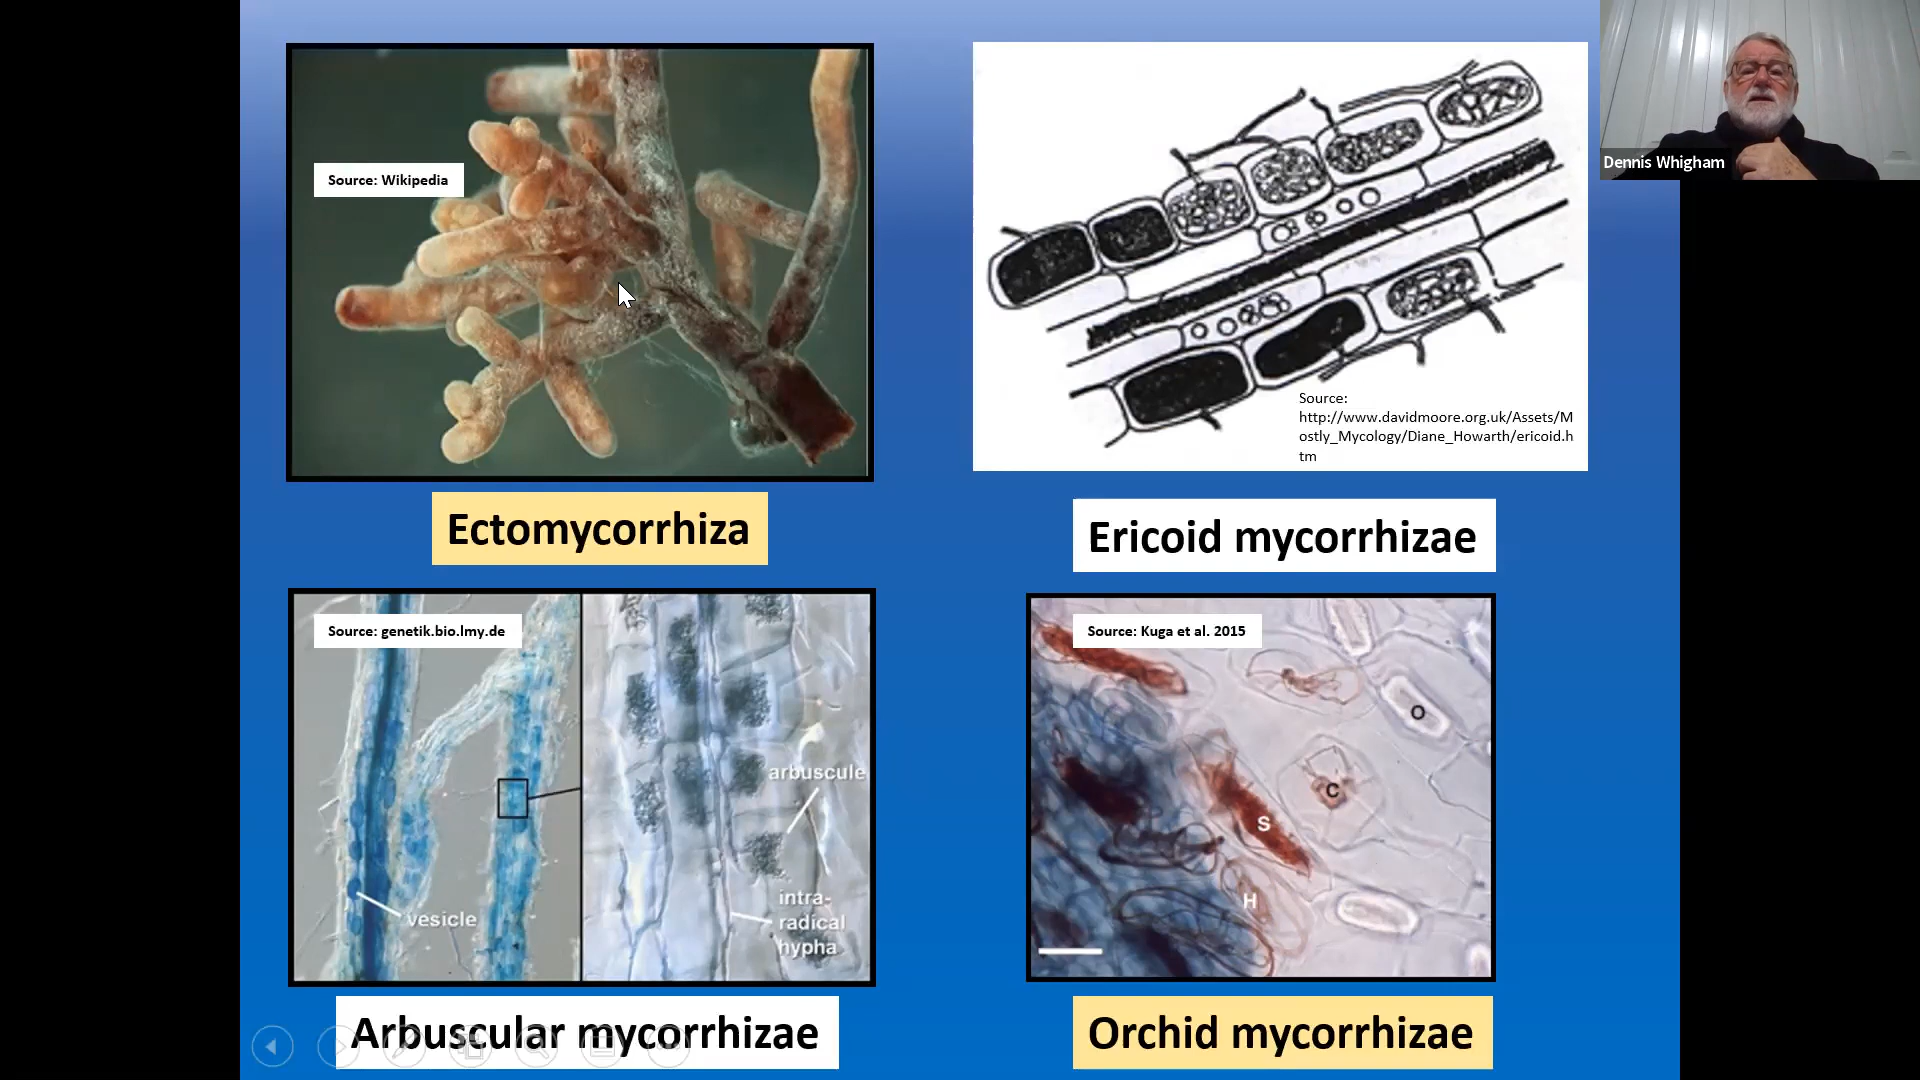 Source: Wikipedia
Dennis Whigham
Source:
http://www.davidmoore.org.uk/Assets/M
ostly_Mycology/Diane_Howarth/ericoid.h
tm
Ectomycorrhiza
Ericoid mycorrhizae
Source: genetik.bio.lmy.de
vesicle
arbuscule
intra-
radical
hypha
Source: Kuga et al. 2015
O
C
S
H
Arbuscular mycorrhizae
Orchid mycorrhizae